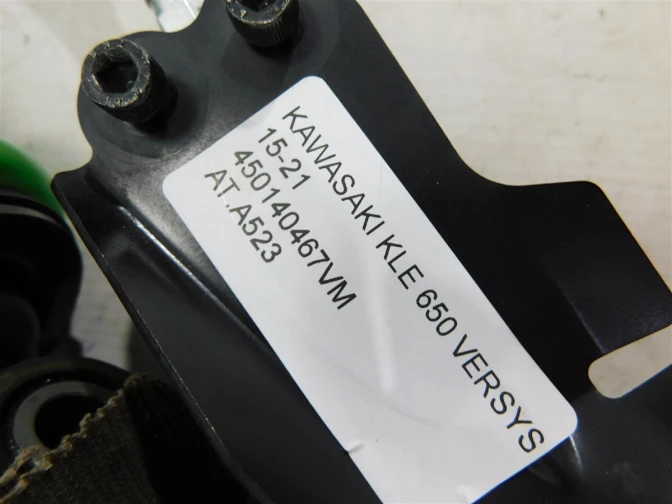 KAWASAKI KLE 650 VERSYS
15-21
450140467VM
AT.A523